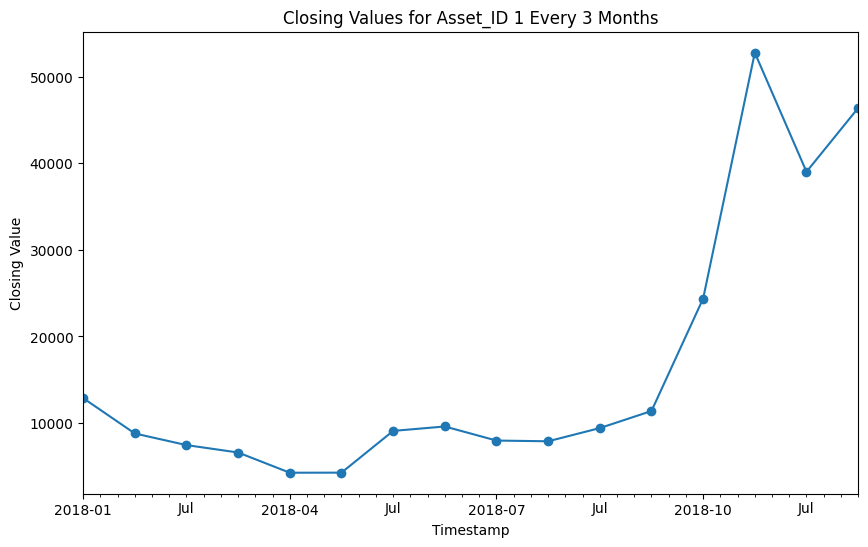 Closing Values for Asset_ID 1 Every 3 Months
Closing Value
50000
40000
30000
20000
10000
2018-01 Jul 2018-04 Jul 2018-07 Jul 2018-10 Jul
Timestamp